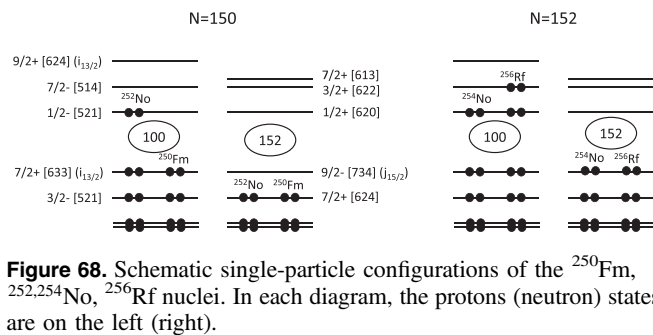 N=150 N=152
9/2+ [624] (i13/2)
7/2+ [613]
7/2- [514] 256Rf
3/2+ [622]
252No 254No
1/2- [521] 1/2+ [620]
100 152 100 152
250Fm 254No 256Rf
7/2+ [633] (i13/2) 9/2- [734] (j15/2)
252No 250Fm
3/2- [521] 7/2+ [624]
Figure 68. Schematic single-particle configurations of the 250Fm,
252,254No, 256Rf nuclei. In each diagram, the protons (neutron) states
are on the left (right).